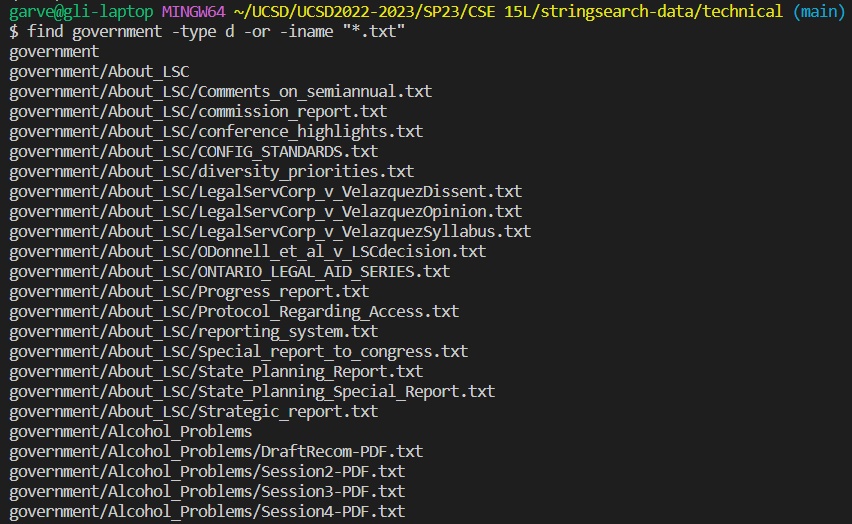 garve@gli-laptop MINGW64 ~/UCSD/UCSD2022-2023/SP23/CSE 15L/stringsearch-data/technical (main)
$ find government -type d -or -iname "*.txt"
government
government/About_LSC
government/About_LSC/Comments_on_semiannual.txt
government/About_LSC/commission_report.txt
government/About_LSC/conference_highlights.txt
government/About_LSC/CONFIG_STANDARDS.txt
government/About_LSC/diversity_priorities.txt
government/About_LSC/LegalServCorp_v_VelazquezDissent.txt
government/About_LSC/LegalServCorp_v_VelazquezOpinion.txt
government/About_LSC/LegalServCorp_v_VelazquezSyllabus.txt
government/About_LSC/ODonnell_et_al_v_LSCdecision.txt
government/About_LSC/ONTARIO_LEGAL_AID_SERIES.txt
government/About_LSC/Progress_report.txt
government/About_LSC/Protocol_Regarding_Access.txt
government/About_LSC/reporting_system.txt
government/About_LSC/Special_report_to_congress.txt
government/About_LSC/State_Planning_Report.txt
government/About_LSC/State_Planning_Special_Report.txt
government/About_LSC/Strategic_report.txt
government/Alcohol_Problems
government/Alcohol_Problems/DraftRecom-PDF.txt
government/Alcohol_Problems/Session2-PDF.txt
government/Alcohol_Problems/Session3-PDF.txt
government/Alcohol_Problems/Session4-PDF.txt